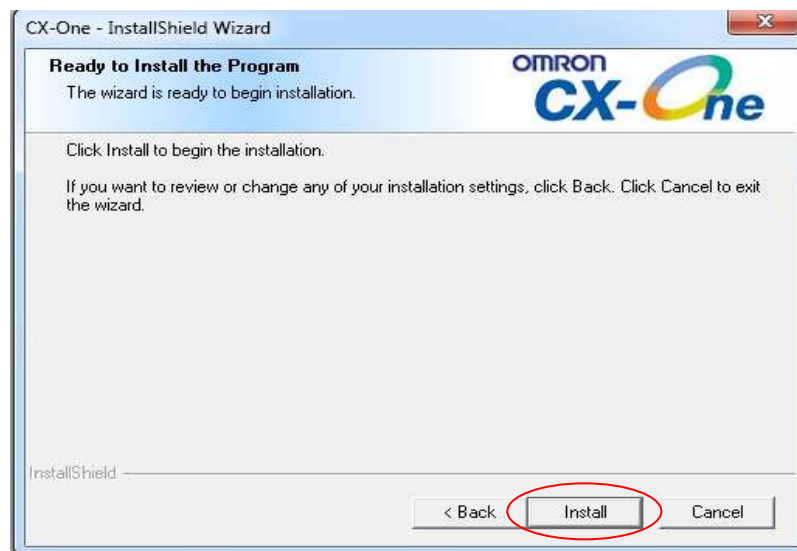 CX-One - InstallShield Wizard
Ready to Install the Program
The wizard is ready to begin installation.
OMRON
CX-One
Click Install to begin the installation.
If you want to review or change any of your installation settings, click Back. Click Cancel to exit
the wizard.
InstallShield
< Back Install Cancel